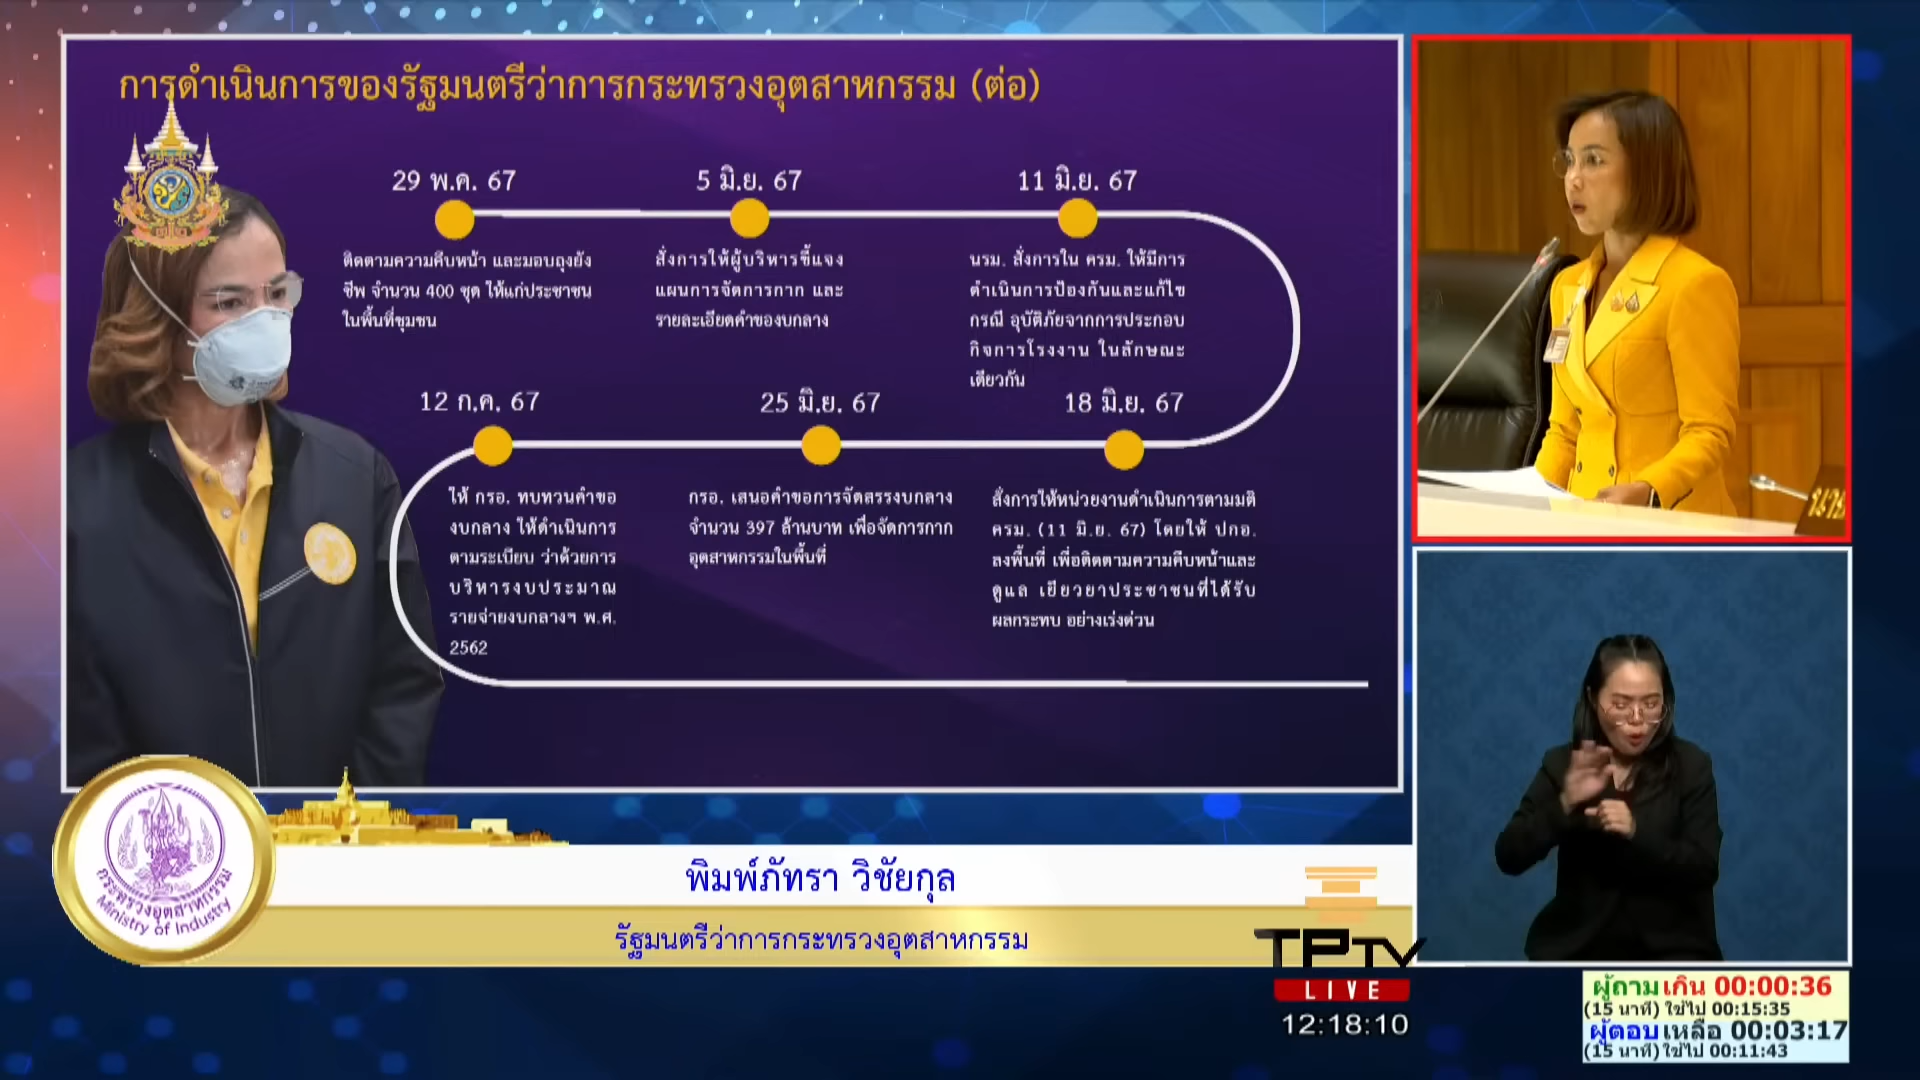 การดำเนินการของรัฐมนตรีว่าการกระทรวงอุตสาหกรรม (ต่อ)
29 พ.ค. 67
ติดตามความคืบหน้า และมอบถุงยัง
ชีพ จำนวน 400 ชุด ให้แก่ประชาชน
ในพื้นที่ชุมชน
5 มิ.ย. 67
สั่งการให้ผู้บริหารชี้แจง
แผนการจัดการกาก และ
รายละเอียดคำของบกลาง
11 มิ.ย. 67
นรม. สั่งการใน ครม. ให้มีการ
ดำเนินการป้องกันและแก้ไข
กรณี อุบัติภัยจากการประกอบ
กิจการโรงงาน ในลักษณะ
เดียวกัน
12 ก.ค. 67
ให้ กรอ. ทบทวนคำขอ
งบกลาง ให้ดำเนินการ
ตามระเบียบ ว่าด้วยการ
บริหารงบประมาณ
รายจ่ายงบกลางฯ พ.ศ.
2562
25 มิ.ย. 67
กรอ. เสนอคำขอการจัดสรรงบกลาง
จำนวน 397 ล้านบาท เพื่อจัดการกาก
อุตสาหกรรมในพื้นที่
18 มิ.ย. 67
สั่งการให้หน่วยงานดำเนินการตามมติ
ครม. (11 มิ.ย. 67) โดยให้ ปกอ.
ลงพื้นที่ เพื่อติดตามความคืบหน้าและ
ดูแล เยียวยาประชาชนที่ได้รับ
ผลกระทบ อย่างเร่งด่วน
กระทรวงอุตสาหกรรม
Ministry of Industry
พิมพ์ภัทรา วิชัยกุล
รัฐมนตรีว่าการกระทรวงอุตสาหกรรม
TPTV
LIVE
12:18:10
ผู้ถาม เกิน 00:00:36
(15 นาที) ใช้ไป 00:15:35
ผู้ตอบ เหลือ 00:03:17
(15 นาที) ใช้ไป 00:11:43